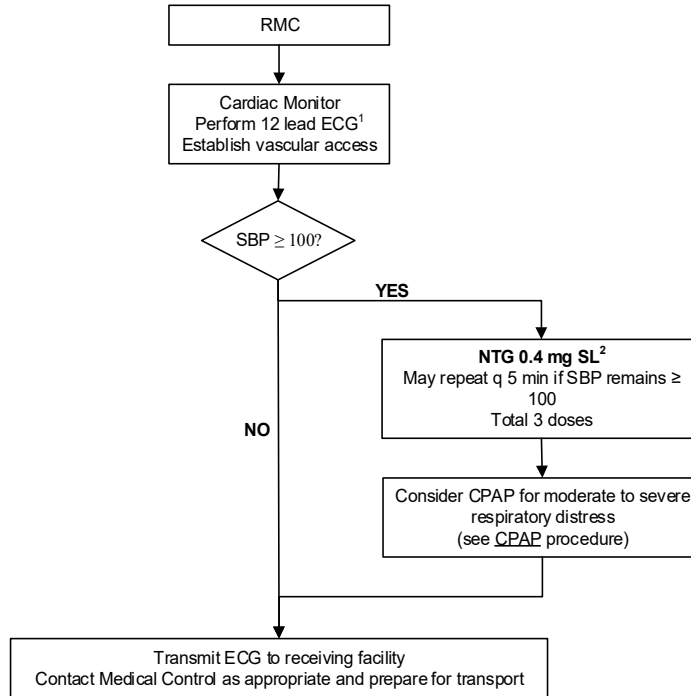 RMC
Cardiac Monitor
Perform 12 lead ECG¹
Establish vascular access
SBP ≥ 100?
YES
NTG 0.4 mg SL²
May repeat q 5 min if SBP remains ≥
100
Total 3 doses
NO
Consider CPAP for moderate to severe
respiratory distress
(see CPAP procedure)
Transmit ECG to receiving facility
Contact Medical Control as appropriate and prepare for transport